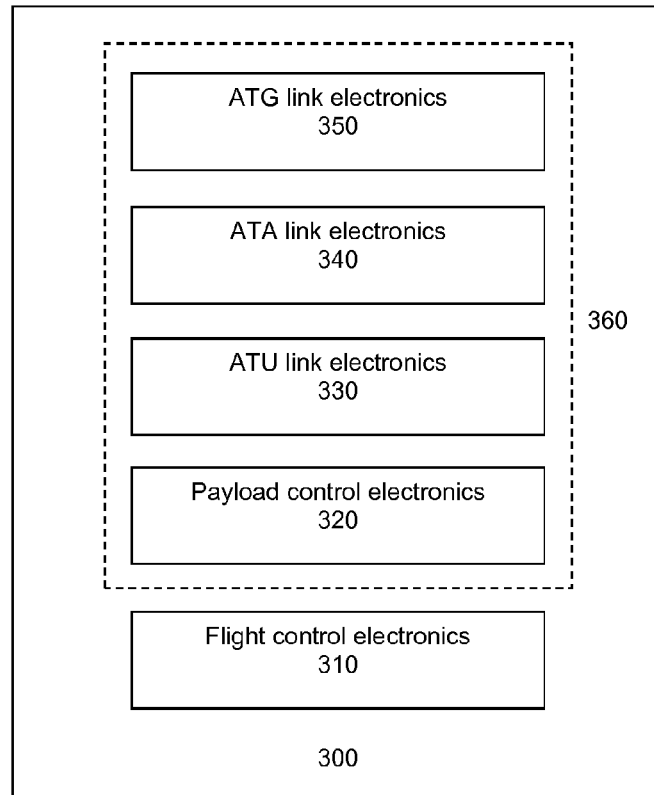 ATG link electronics
350
ATA link electronics
340
360
ATU link electronics
330
Payload control electronics
320
Flight control electronics
310
300